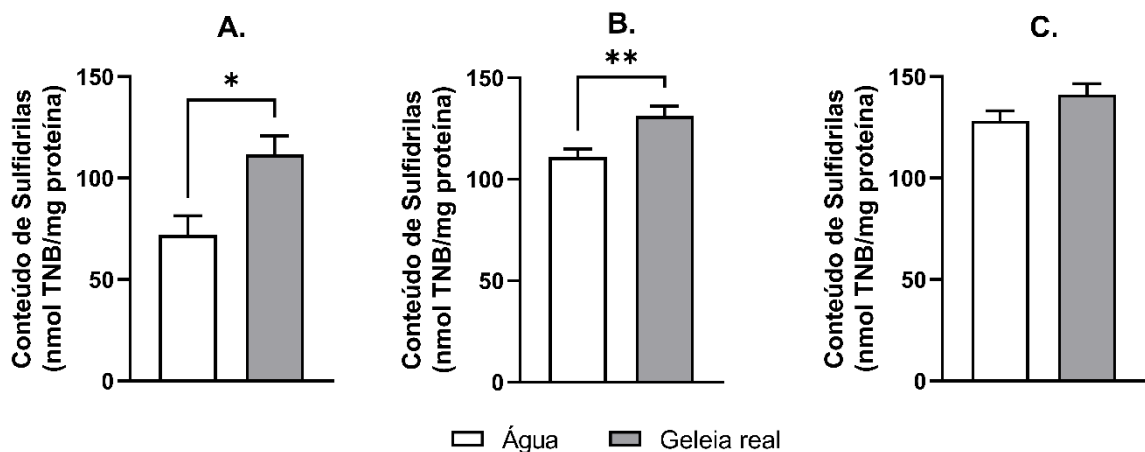 A.
*
Conteúdo de Sulfidrilas
(nmol TNB/mg proteína)
150
100
50
0
B.
**
Conteúdo de Sulfidrilas
(nmol TNB/mg proteína)
150
100
50
0
C.
Conteúdo de Sulfidrilas
(nmol TNB/mg proteína)
150
100
50
0
Água
Geleia real